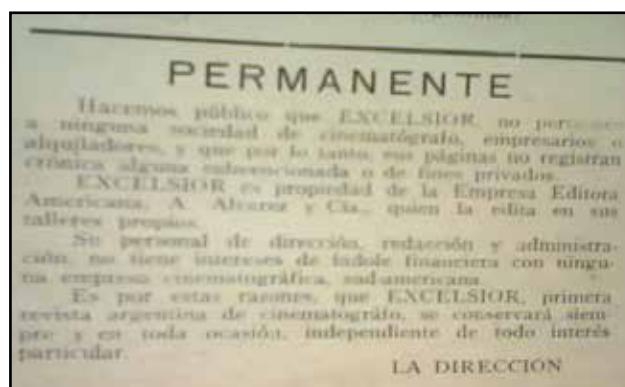 PERMANENTE
Hacemos público que EXCELSIOR, no pertenece
a ninguna sociedad de cinematógrafo, empresarios o
alquiladores, y que por lo tanto, sus páginas no registran
crónica alguna subvencionada o de fines privados.
EXCELSIOR es propiedad de la Empresa Editora
Americana, A. Alvarez y Cía., quien la edita en sus
talleres propios.
Su personal de dirección, redacción y administra-
ción, no tiene intereses de índole financiera con ningu-
na empresa cinematográfica, sud-americana.
Es por estas razones, que EXCELSIOR, primera
revista argentina de cinematógrafo, se conservará siem-
pre y en toda ocasión, independiente de todo interés
particular.
LA DIRECCION